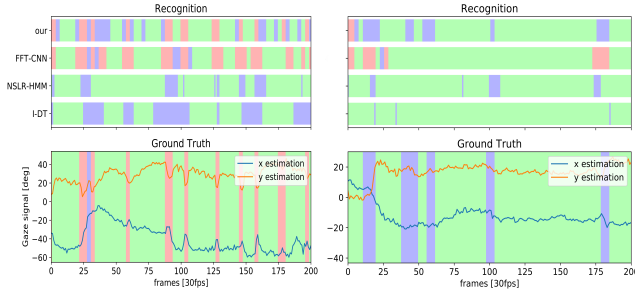 Recognition
our
FFT-CNN
NSLR-HMM
I-DT
Ground Truth
Gaze signal [deg]
40
20
0
−20
−40
−60
x estimation
y estimation
0 25 50 75 100 125 150 175 200
frames [30fps]
Recognition
Ground Truth
20
0
−20
−40
x estimation
y estimation
0 25 50 75 100 125 150 175 200
frames [30fps]